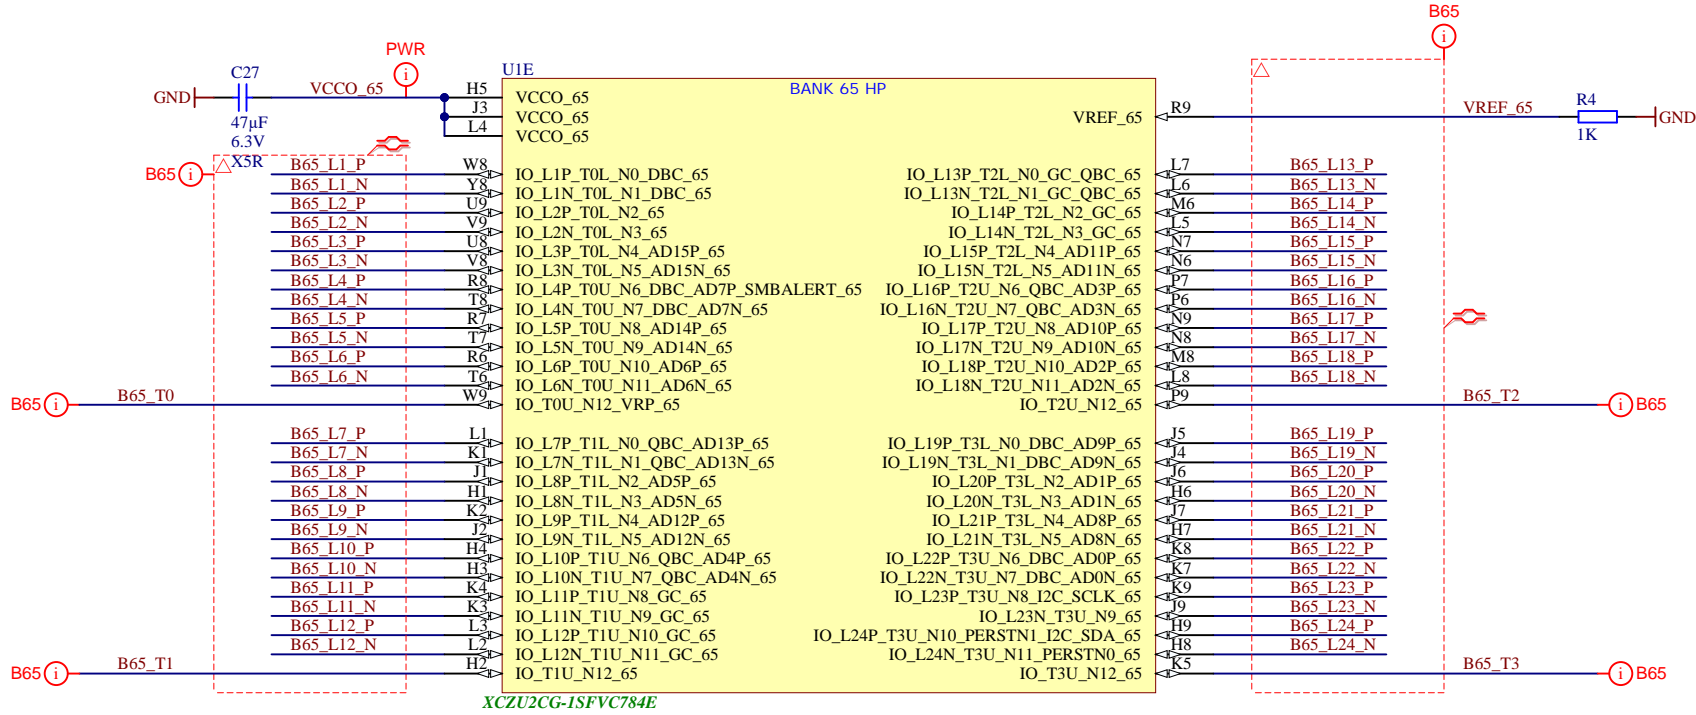 B65
i
PWR
i
C27
GND
VCCO_65
47µF
6.3V
X5R
U1E
BANK 65 HP
H5 VCCO_65
J3 VCCO_65
L4 VCCO_65
VREF_65 R9 VREF_65
R4
1K
GND
B65 i
B65_L1_P W8 IO_L1P_T0L_N0_DBC_65 IO_L13P_T2L_N0_GC_QBC_65 L7 B65_L13_P
B65_L1_N Y8 IO_L1N_T0L_N1_DBC_65 IO_L13N_T2L_N1_GC_QBC_65 L6 B65_L13_N
B65_L2_P U9 IO_L2P_T0L_N2_65 IO_L14P_T2L_N2_GC_65 M6 B65_L14_P
B65_L2_N V9 IO_L2N_T0L_N3_65 IO_L14N_T2L_N3_GC_65 L5 B65_L14_N
B65_L3_P U8 IO_L3P_T0L_N4_AD15P_65 IO_L15P_T2L_N4_AD11P_65 N7 B65_L15_P
B65_L3_N V8 IO_L3N_T0L_N5_AD15N_65 IO_L15N_T2L_N5_AD11N_65 N6 B65_L15_N
B65_L4_P R8 IO_L4P_T0U_N6_DBC_AD7P_SMBALERT_65 IO_L16P_T2U_N6_QBC_AD3P_65 P7 B65_L16_P
B65_L4_N T8 IO_L4N_T0U_N7_DBC_AD7N_65 IO_L16N_T2U_N7_QBC_AD3N_65 P6 B65_L16_N
B65_L5_P R7 IO_L5P_T0U_N8_AD14P_65 IO_L17P_T2U_N8_AD10P_65 N9 B65_L17_P
B65_L5_N T7 IO_L5N_T0U_N9_AD14N_65 IO_L17N_T2U_N9_AD10N_65 N8 B65_L17_N
B65_L6_P R6 IO_L6P_T0U_N10_AD6P_65 IO_L18P_T2U_N10_AD2P_65 M8 B65_L18_P
B65_L6_N T6 IO_L6N_T0U_N11_AD6N_65 IO_L18N_T2U_N11_AD2N_65 L8 B65_L18_N
B65 i B65_T0 W9 IO_T0U_N12_VRP_65 IO_T2U_N12_65 P9 B65_T2 i B65
B65_L7_P L1 IO_L7P_T1L_N0_QBC_AD13P_65 IO_L19P_T3L_N0_DBC_AD9P_65 J5 B65_L19_P
B65_L7_N K1 IO_L7N_T1L_N1_QBC_AD13N_65 IO_L19N_T3L_N1_DBC_AD9N_65 J4 B65_L19_N
B65_L8_P J1 IO_L8P_T1L_N2_AD5P_65 IO_L20P_T3L_N2_AD1P_65 J6 B65_L20_P
B65_L8_N H1 IO_L8N_T1L_N3_AD5N_65 IO_L20N_T3L_N3_AD1N_65 H6 B65_L20_N
B65_L9_P K2 IO_L9P_T1L_N4_AD12P_65 IO_L21P_T3L_N4_AD8P_65 J7 B65_L21_P
B65_L9_N J2 IO_L9N_T1L_N5_AD12N_65 IO_L21N_T3L_N5_AD8N_65 H7 B65_L21_N
B65_L10_P H4 IO_L10P_T1U_N6_QBC_AD4P_65 IO_L22P_T3U_N6_DBC_AD0P_65 K8 B65_L22_P
B65_L10_N H3 IO_L10N_T1U_N7_QBC_AD4N_65 IO_L22N_T3U_N7_DBC_AD0N_65 K7 B65_L22_N
B65_L11_P K4 IO_L11P_T1U_N8_GC_65 IO_L23P_T3U_N8_I2C_SCLK_65 K9 B65_L23_P
B65_L11_N K3 IO_L11N_T1U_N9_GC_65 IO_L23N_T3U_N9_65 J9 B65_L23_N
B65_L12_P L3 IO_L12P_T1U_N10_GC_65 IO_L24P_T3U_N10_PERSTN1_I2C_SDA_65 H9 B65_L24_P
B65_L12_N L2 IO_L12N_T1U_N11_GC_65 IO_L24N_T3U_N11_PERSTN0_65 H8 B65_L24_N
B65 i B65_T1 H2 IO_T1U_N12_65 IO_T3U_N12_65 K5 B65_T3 i B65
XCZU2CG-1SFVC784E